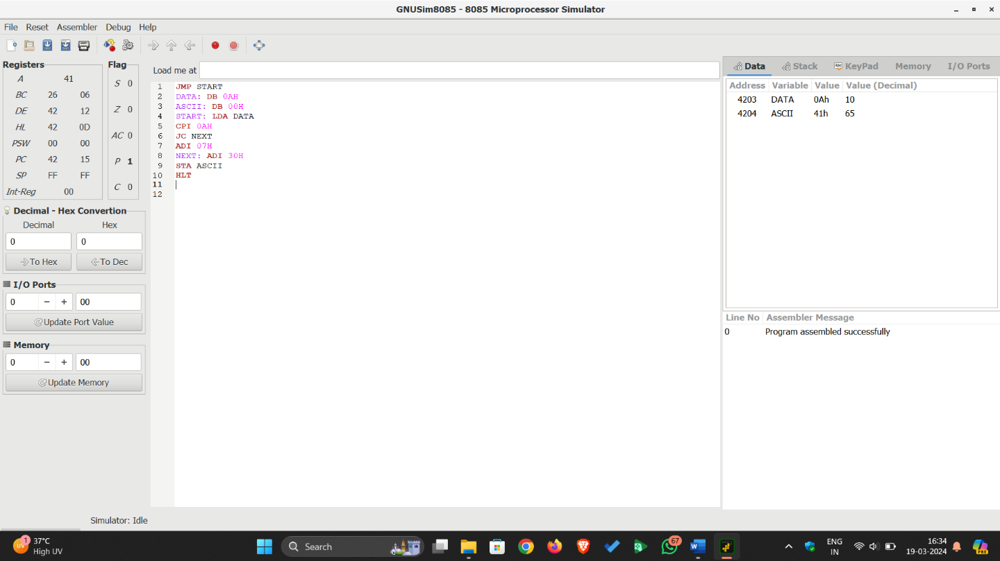 GNUSim8085 - 8085 Microprocessor Simulator
File Reset Assembler Debug Help
Registers
A 41
BC 26 06
DE 42 12
HL 42 0D
PSW 00 00
PC 42 15
SP FF FF
Int-Reg 00
Flag
S 0
Z 0
AC 0
P 1
C 0
Decimal - Hex Convertion
Decimal Hex
0 0
To Hex To Dec
I/O Ports
0 − + 00
Update Port Value
Memory
0 − + 00
Update Memory
Load me at
1 JMP START
2 DATA: DB 0AH
3 ASCII: DB 00H
4 START: LDA DATA
5 CPI 0AH
6 JC NEXT
7 ADI 07H
8 NEXT: ADI 30H
9 STA ASCII
10 HLT
11
12
Data Stack KeyPad Memory I/O Ports
Address Variable Value Value (Decimal)
4203 DATA 0Ah 10
4204 ASCII 41h 65
Line No Assembler Message
0 Program assembled successfully
Simulator: Idle
UV 1 37°C
High UV
Search
67
ENG
IN
16:34
19-03-2024
PRE